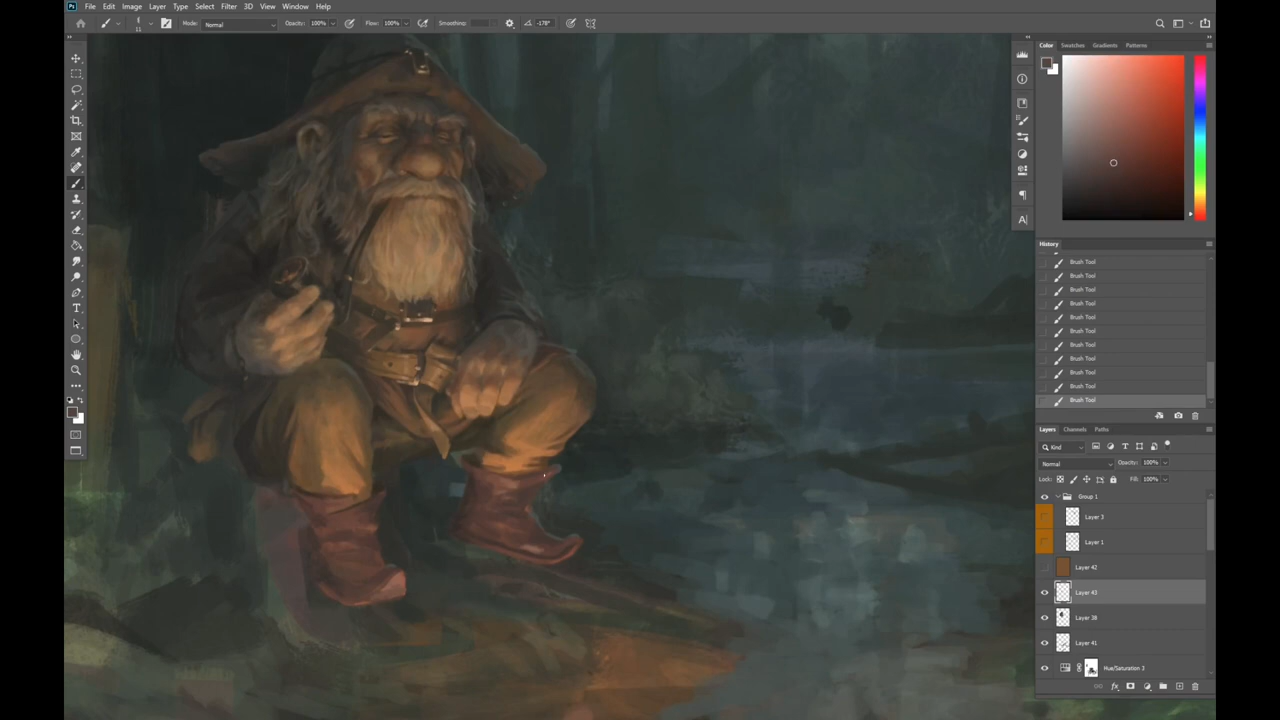 Ps File Edit Image Layer Type Select Filter 3D View Window Help
Mode: Normal Opacity: 100% Flow: 100% Smoothing: -178°
Color Swatches Gradients Patterns
History
Brush Tool
Brush Tool
Brush Tool
Brush Tool
Brush Tool
Brush Tool
Brush Tool
Brush Tool
Brush Tool
Brush Tool
Brush Tool
Layers Channels Paths
Kind
Normal Opacity: 100%
Lock: Fill: 100%
Group 1
Layer 3
Layer 1
Layer 42
Layer 43
Layer 38
Layer 41
Hue/Saturation 3